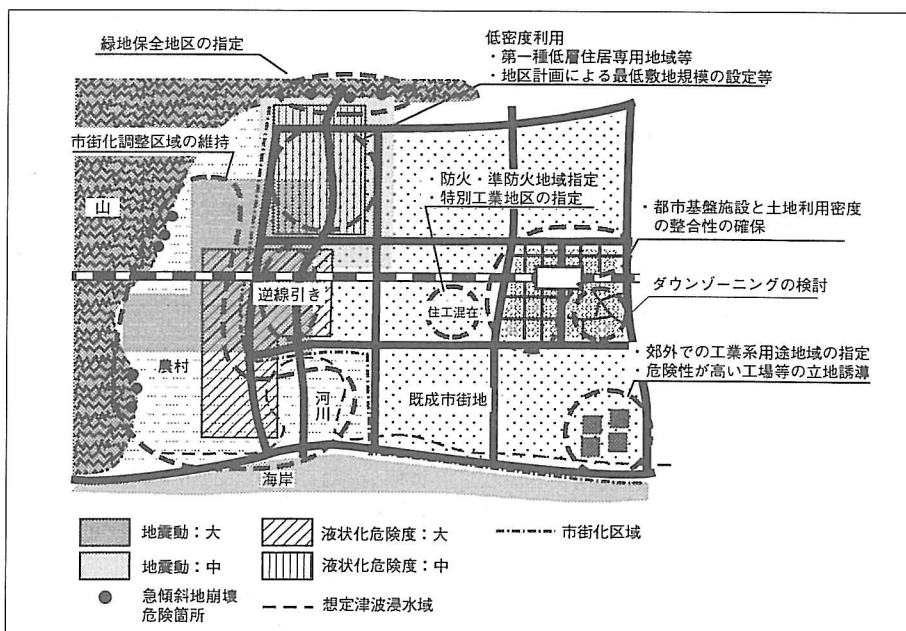 緑地保全地区の指定
低密度利用
・第一種低層住居専用地域等
・地区計画による最低敷地規模の設定等
市街化調整区域の維持
・防火・準防火地域指定
特別工業地区の指定
山
・都市基盤施設と土地利用密度
の整合性の確保
逆線引き
住工混在
ダウンゾーニングの検討
・郊外での工業系用途地域の指定
危険性が高い工場等の立地誘導
農村
河川
既成市街地
海岸
地震動：大
液状化危険度：大
市街化区域
地震動：中
液状化危険度：中
急傾斜地崩壊
危険箇所
想定津波浸水域